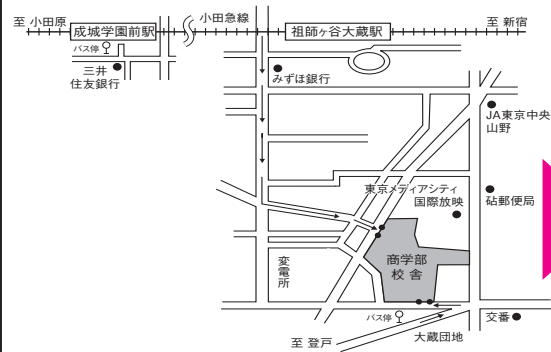 至 小田原
成城学園前駅
小田急線
祖師ヶ谷大蔵駅
至 新宿
バス停
三井
住友銀行
みずほ銀行
JA東京中央
山野
東京メディアシティ
国際放映
砧郵便局
商学部
校舎
変電所
バス停
交番
大蔵団地
至 登戸